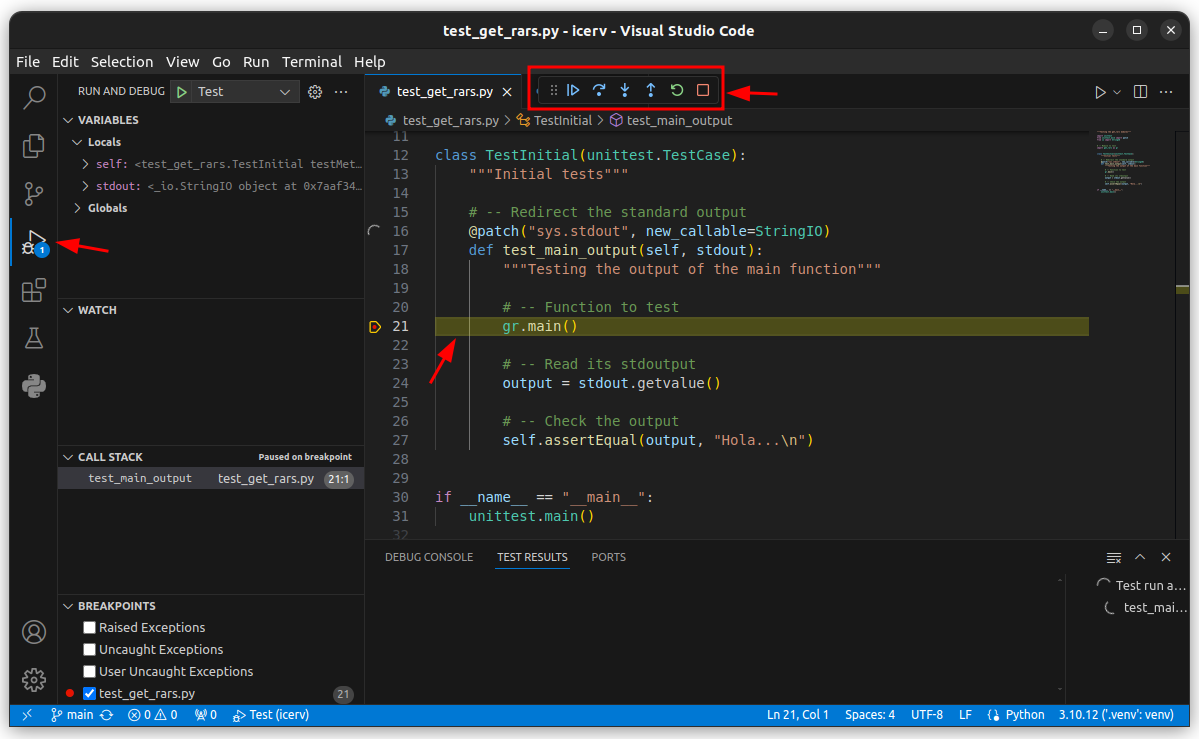 test_get_rars.py - icerv - Visual Studio Code
File Edit Selection View Go Run Terminal Help
RUN AND DEBUG Test
test_get_rars.py
test_get_rars.py > TestInitial > test_main_output
VARIABLES
Locals
self: <test_get_rars.TestInitial testMet...
stdout: <_io.StringIO object at 0x7aaf34...
Globals
1
WATCH
CALL STACK Paused on breakpoint
test_main_output test_get_rars.py 21:1
BREAKPOINTS
Raised Exceptions
Uncaught Exceptions
User Uncaught Exceptions
test_get_rars.py 21
11
12 class TestInitial(unittest.TestCase):
13 """Initial tests"""
14
15 # -- Redirect the standard output
16 @patch("sys.stdout", new_callable=StringIO)
17 def test_main_output(self, stdout):
18 """Testing the output of the main function"""
19
20 # -- Function to test
21 gr.main()
22
23 # -- Read its stdoutput
24 output = stdout.getvalue()
25
26 # -- Check the output
27 self.assertEqual(output, "Hola...\n")
28
29
30 if __name__ == "__main__":
31 unittest.main()
32
DEBUG CONSOLE TEST RESULTS PORTS
Test run a...
test_mai...
main 0 0 0 Test (icerv) Ln 21, Col 1 Spaces: 4 UTF-8 LF Python 3.10.12 ('.venv': venv)